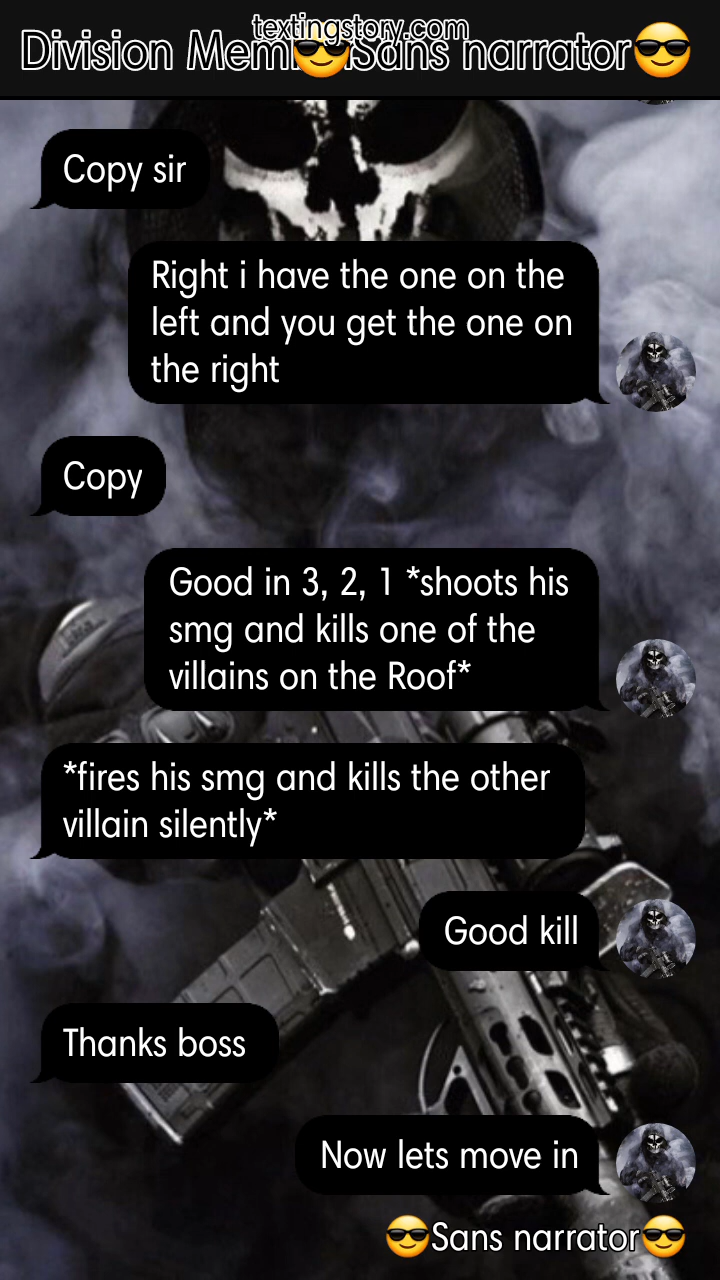 textingstory.com
Division Mem😎Sans narrator😎
Copy sir
Right i have the one on the
left and you get the one on
the right
Copy
Good in 3, 2, 1 *shoots his
smg and kills one of the
villains on the Roof*
*fires his smg and kills the other
villain silently*
Good kill
Thanks boss
Now lets move in
😎Sans narrator😎